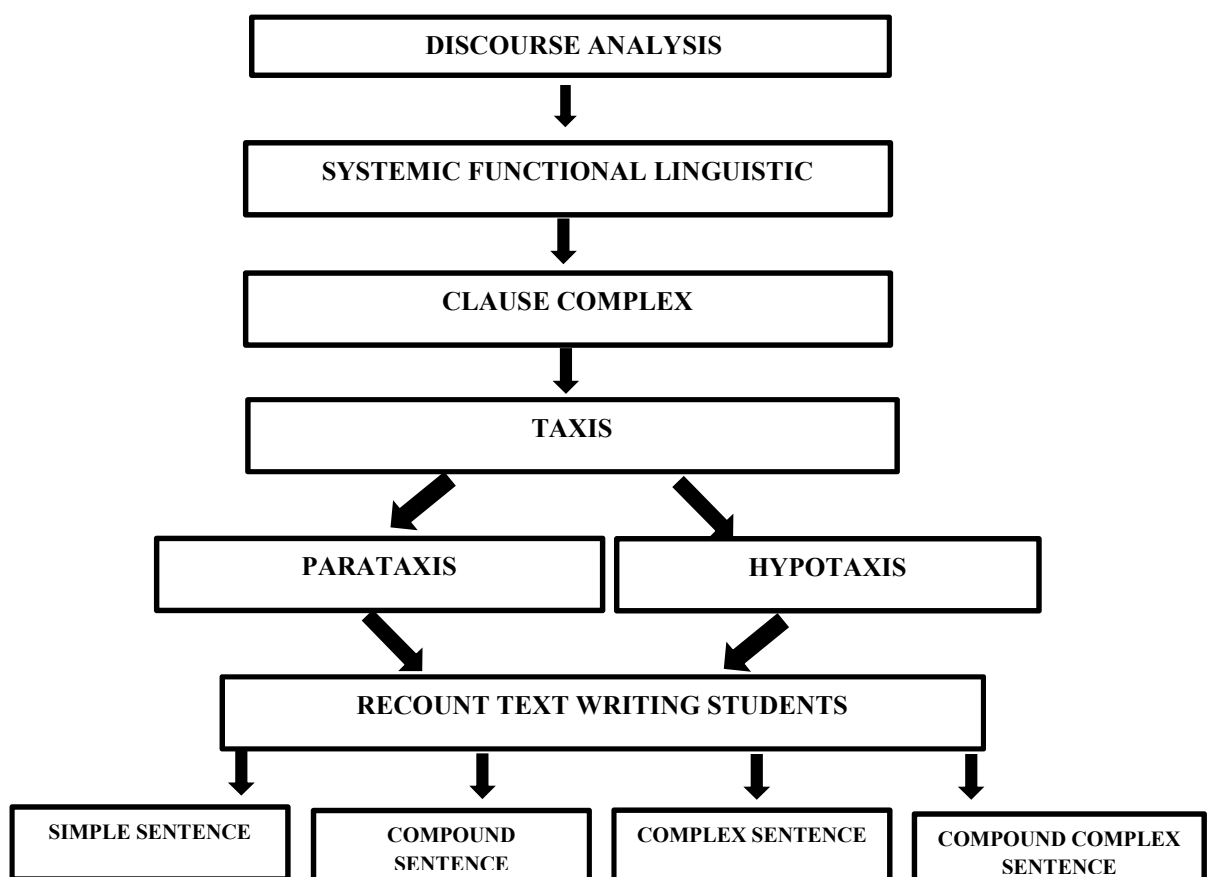 DISCOURSE ANALYSIS
SYSTEMIC FUNCTIONAL LINGUISTIC
CLAUSE COMPLEX
TAXIS
PARATAXIS
HYPOTAXIS
RECOUNT TEXT WRITING STUDENTS
SIMPLE SENTENCE
COMPOUND
SENTENCE
COMPLEX SENTENCE
COMPOUND COMPLEX
SENTENCE